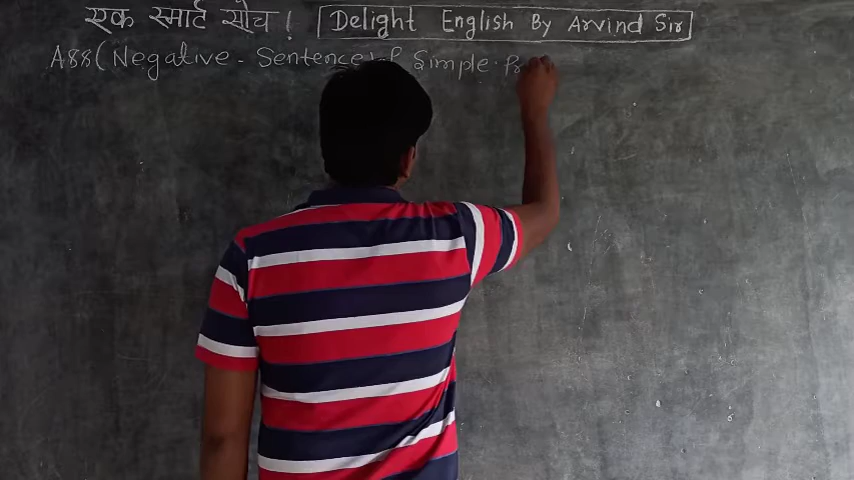 एक स्मार्ट सोच ! Delight English By Arvind Sir
A88(Negative - Sentence) of Simple.